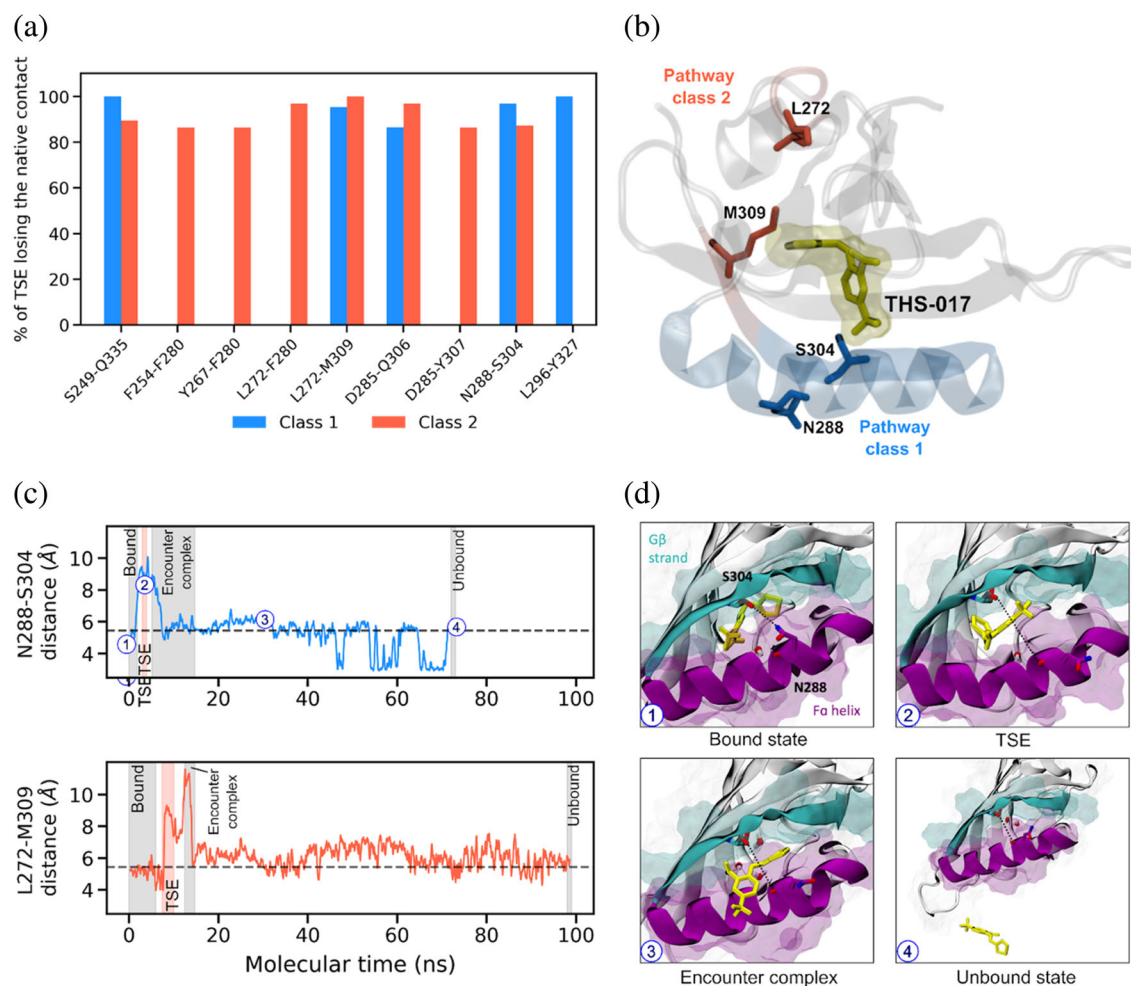 (a)
% of TSE losing the native contact
100
80
60
40
20
0
S249-Q335
F254-F280
Y267-F280
L272-F280
L272-M309
D285-Q306
D285-Y307
N288-S304
L296-Y327
Class 1
Class 2
(b)
Pathway
class 2
L272
M309
THS-017
S304
N288
Pathway
class 1
(c)
N288-S304
distance (Å)
10
8
6
4
Bound
TSE
TSE
Encounter
complex
Unbound
1
2
3
4
0
20
40
60
80
100
L272-M309
distance (Å)
10
8
6
4
Bound
TSE
Encounter
complex
Unbound
0
20
40
60
80
100
Molecular time (ns)
(d)
Gβ
strand
S304
N288
Fα helix
1
Bound state
2
TSE
3
Encounter complex
4
Unbound state